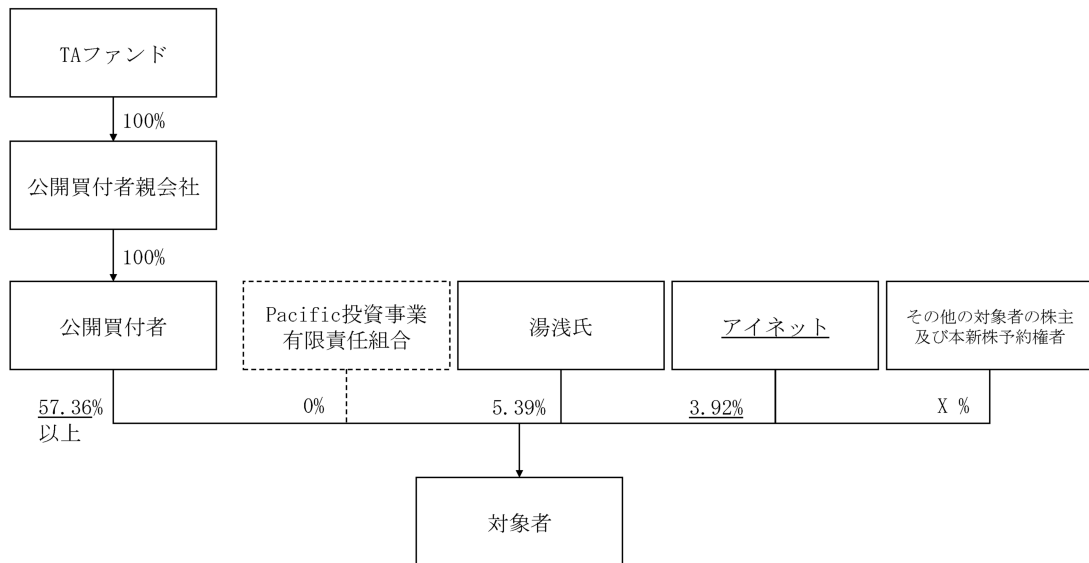 TAファンド
100%
公開買付者親会社
100%
公開買付者
Pacific投資事業
有限責任組合
湯浅氏
アイネット
その他の対象者の株主
及び本新株予約権者
57.36%
以上
0%
5.39%
3.92%
X %
対象者